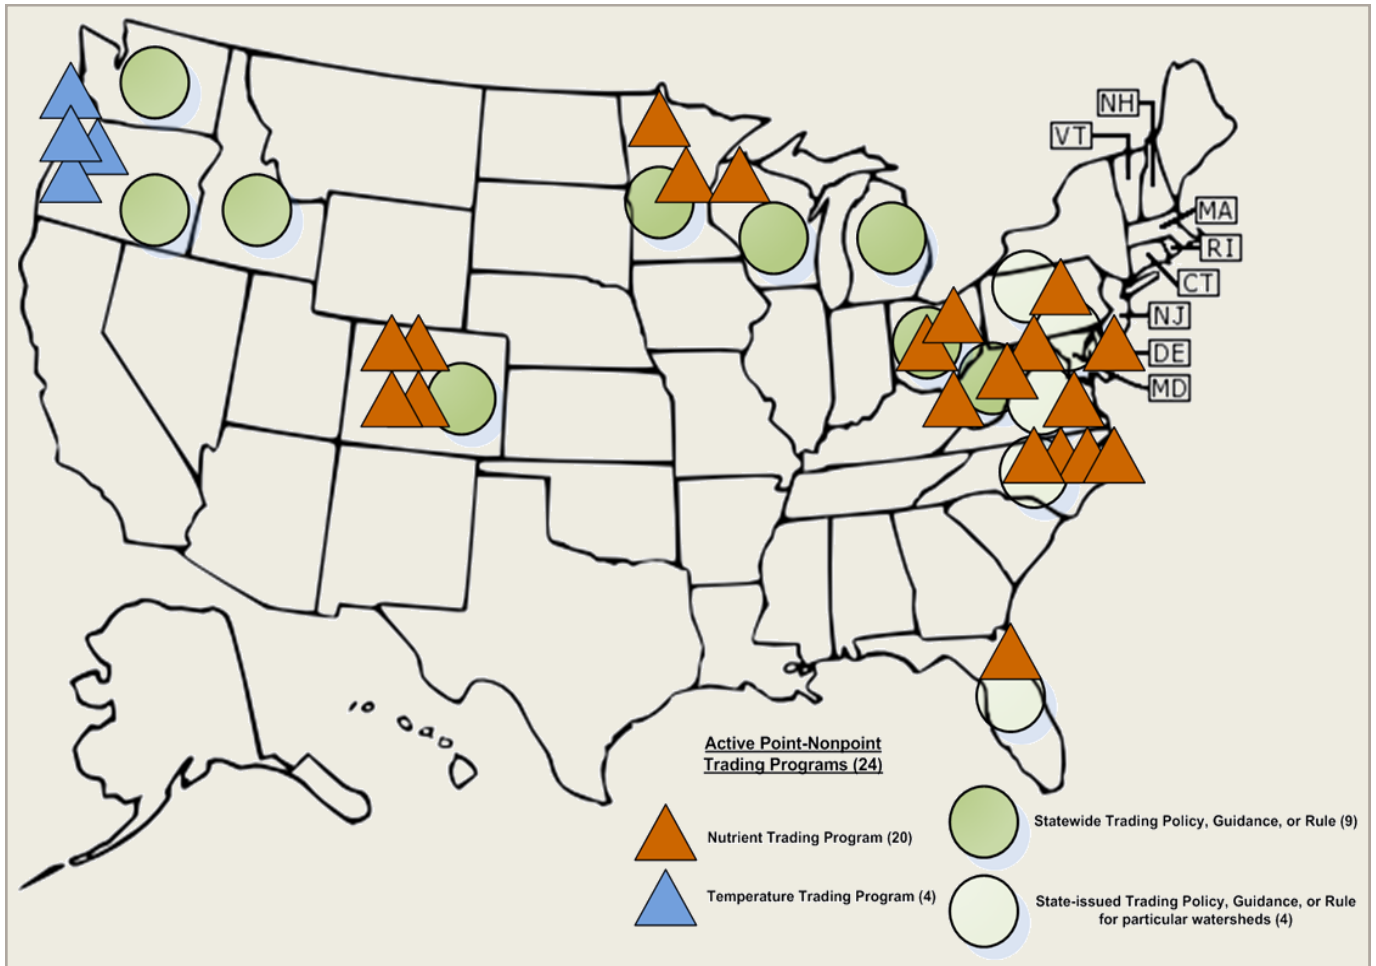 NH
VT
MA
RI
CT
NJ
DE
MD
Active Point-Nonpoint
Trading Programs (24)
Nutrient Trading Program (20)
Temperature Trading Program (4)
Statewide Trading Policy, Guidance, or Rule (9)
State-issued Trading Policy, Guidance, or Rule
for particular watersheds (4)